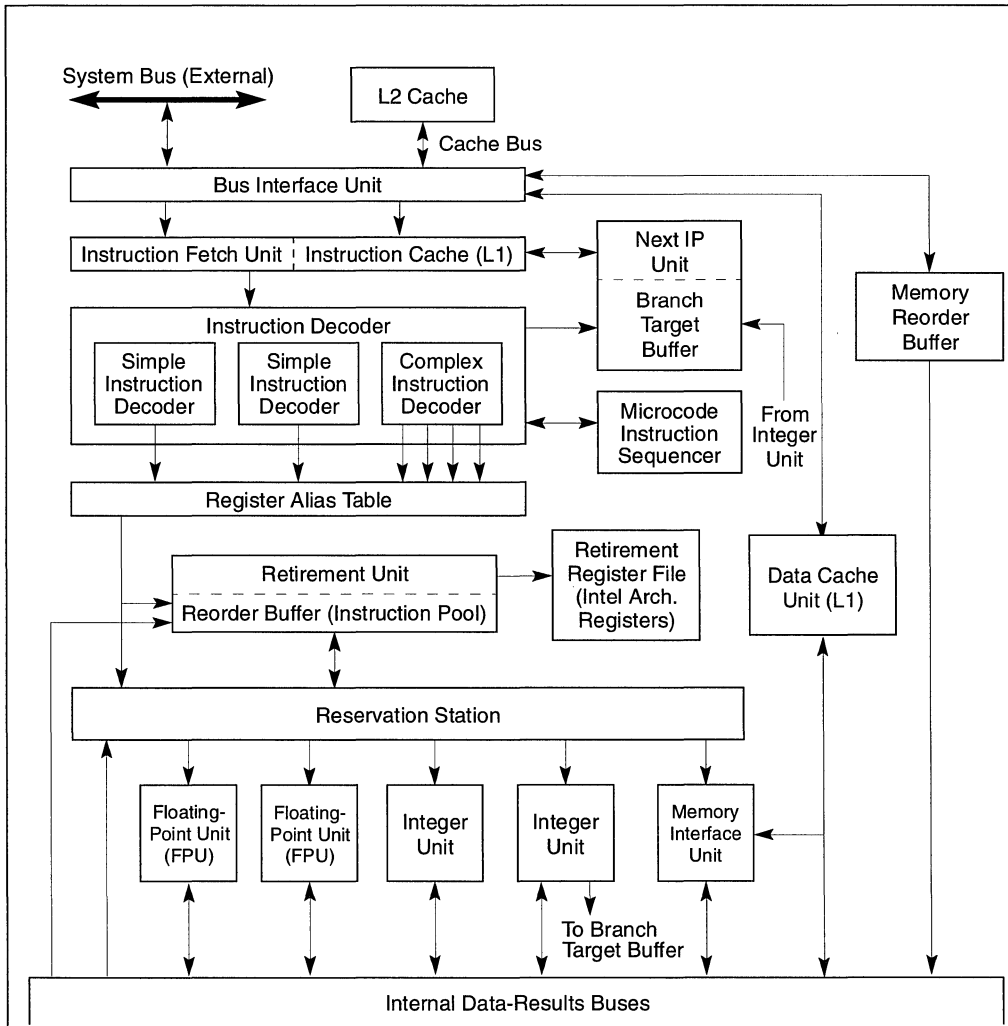 System Bus (External)
L2 Cache
Cache Bus
Bus Interface Unit
Instruction Fetch Unit
Instruction Cache (L1)
Next IP
Unit
Branch
Target
Buffer
Memory
Reorder
Buffer
Instruction Decoder
Simple
Instruction
Decoder
Simple
Instruction
Decoder
Complex
Instruction
Decoder
Microcode
Instruction
Sequencer
From
Integer
Unit
Register Alias Table
Retirement Unit
Reorder Buffer (Instruction Pool)
Retirement
Register File
(Intel Arch.
Registers)
Data Cache
Unit (L1)
Reservation Station
Floating-
Point Unit
(FPU)
Floating-
Point Unit
(FPU)
Integer
Unit
Integer
Unit
Memory
Interface
Unit
To Branch
Target Buffer
Internal Data-Results Buses